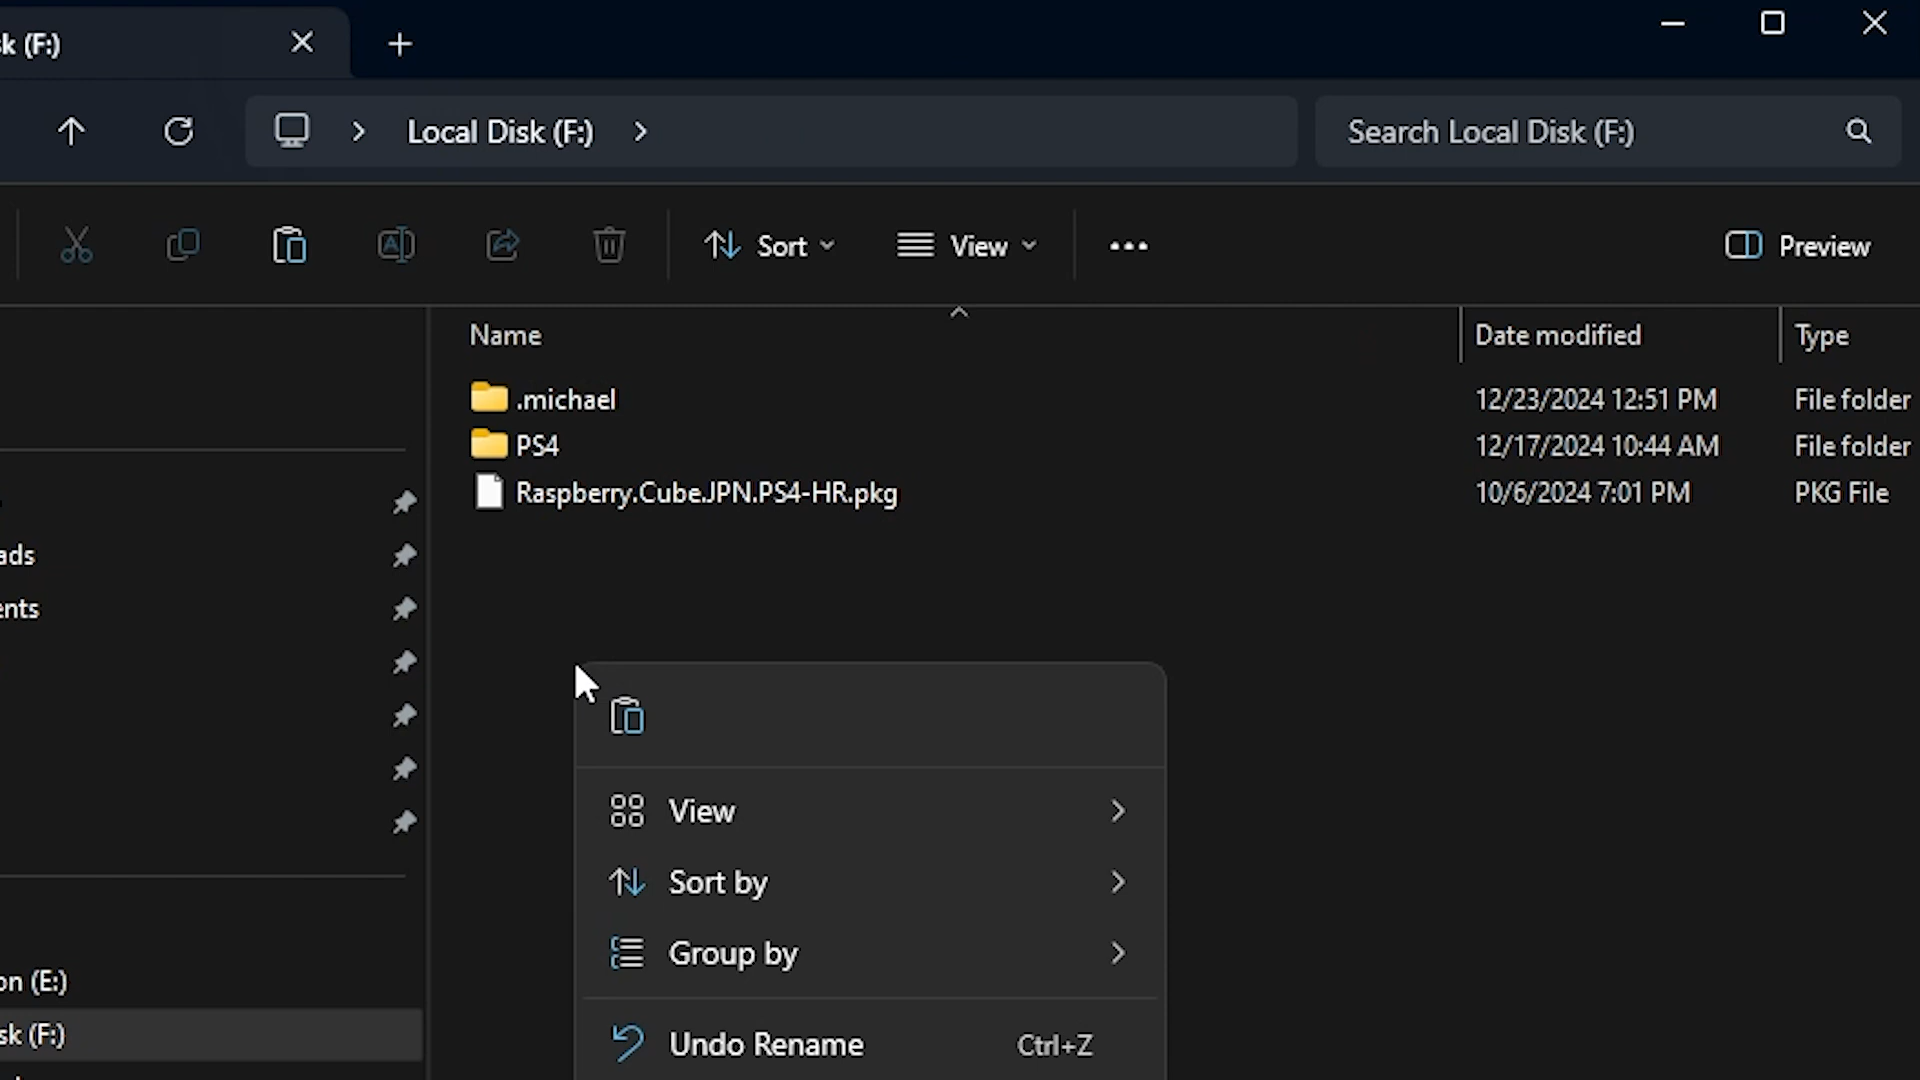 sk (F:)
Local Disk (F:)
Search Local Disk (F:)
Sort
View
Preview
Name
Date modified
Type
.michael
12/23/2024 12:51 PM
File folder
PS4
12/17/2024 10:44 AM
File folder
Raspberry.Cube.JPN.PS4-HR.pkg
10/6/2024 7:01 PM
PKG File
ads
ents
on (E:)
sk (F:)
View
Sort by
Group by
Undo Rename
Ctrl+Z